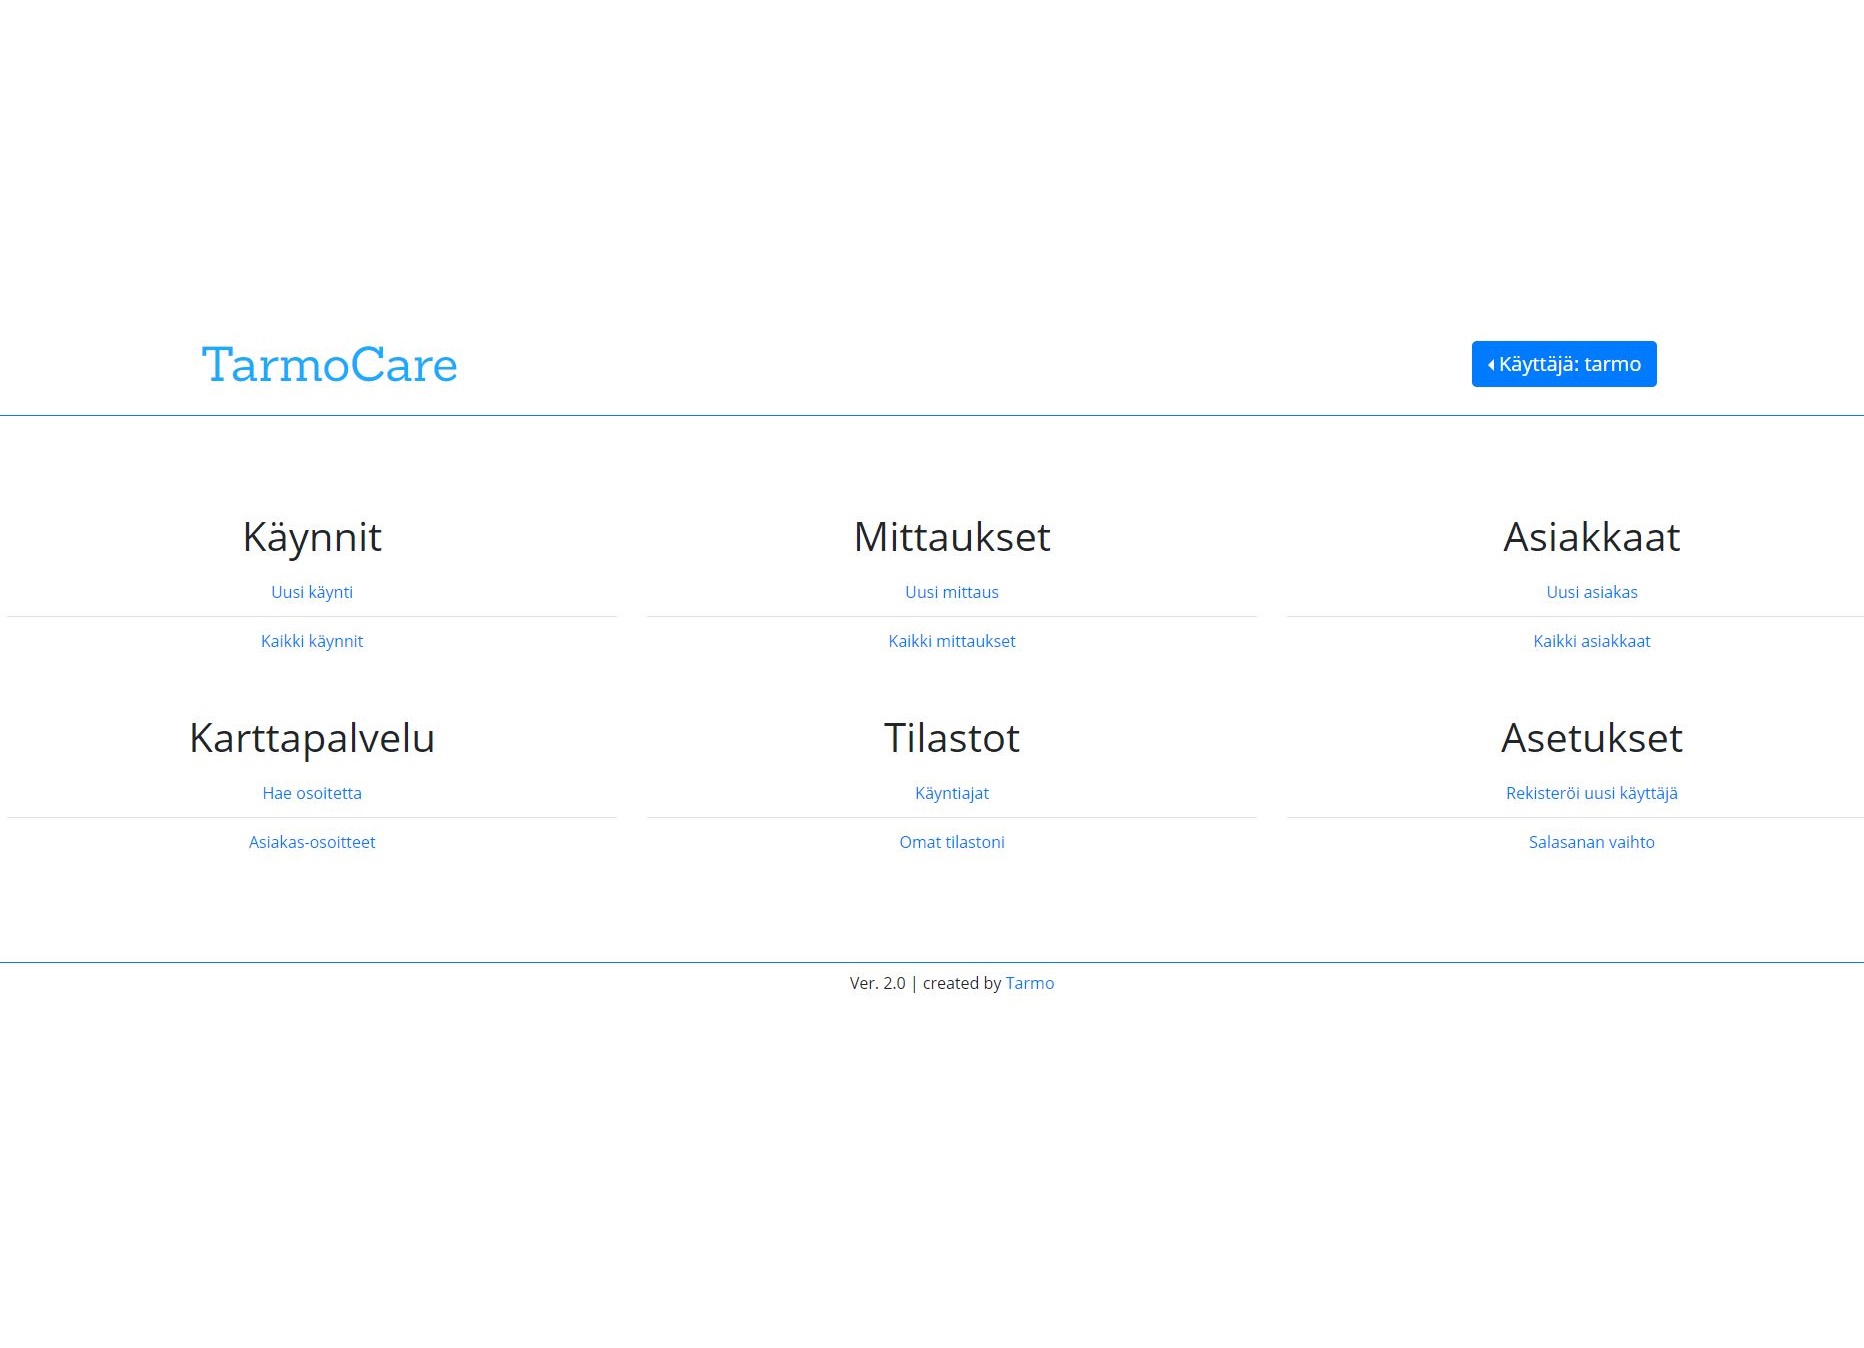 TarmoCare
Käyttäjä: tarmo
Käynnit
Uusi käynti
Kaikki käynnit
Mittaukset
Uusi mittaus
Kaikki mittaukset
Asiakkaat
Uusi asiakas
Kaikki asiakkaat
Karttapalvelu
Hae osoitetta
Asiakas-osoitteet
Tilastot
Käyntiajat
Omat tilastoni
Asetukset
Rekisteröi uusi käyttäjä
Salasanan vaihto
Ver. 2.0 | created by Tarmo